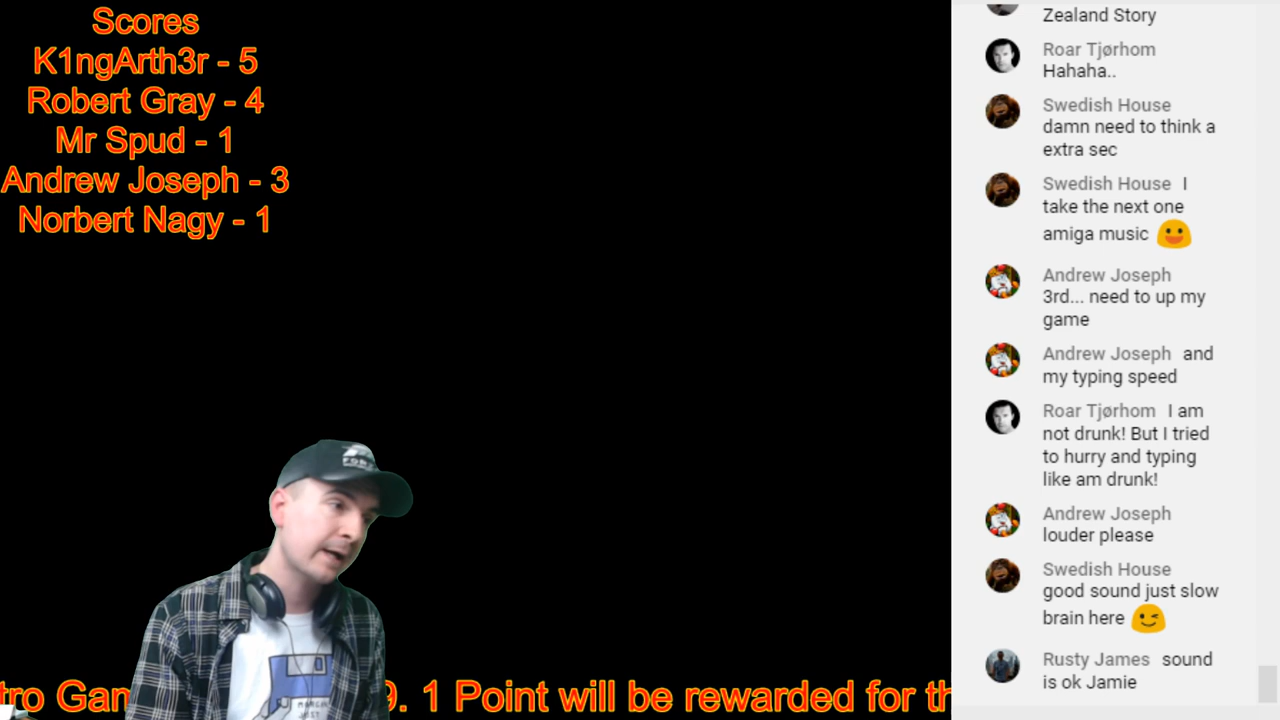 Scores
K1ngArth3r - 5
Robert Gray - 4
Mr Spud - 1
Andrew Joseph - 3
Norbert Nagy - 1
tro Gam
9. 1 Point will be rewarded for th
Zealand Story
Roar Tjørhom
Hahaha..
Swedish House
damn need to think a
extra sec
Swedish House I
take the next one
amiga music 😃
Andrew Joseph
3rd... need to up my
game
Andrew Joseph and
my typing speed
Roar Tjørhom I am
not drunk! But I tried
to hurry and typing
like am drunk!
Andrew Joseph
louder please
Swedish House
good sound just slow
brain here 😉
Rusty James sound
is ok Jamie